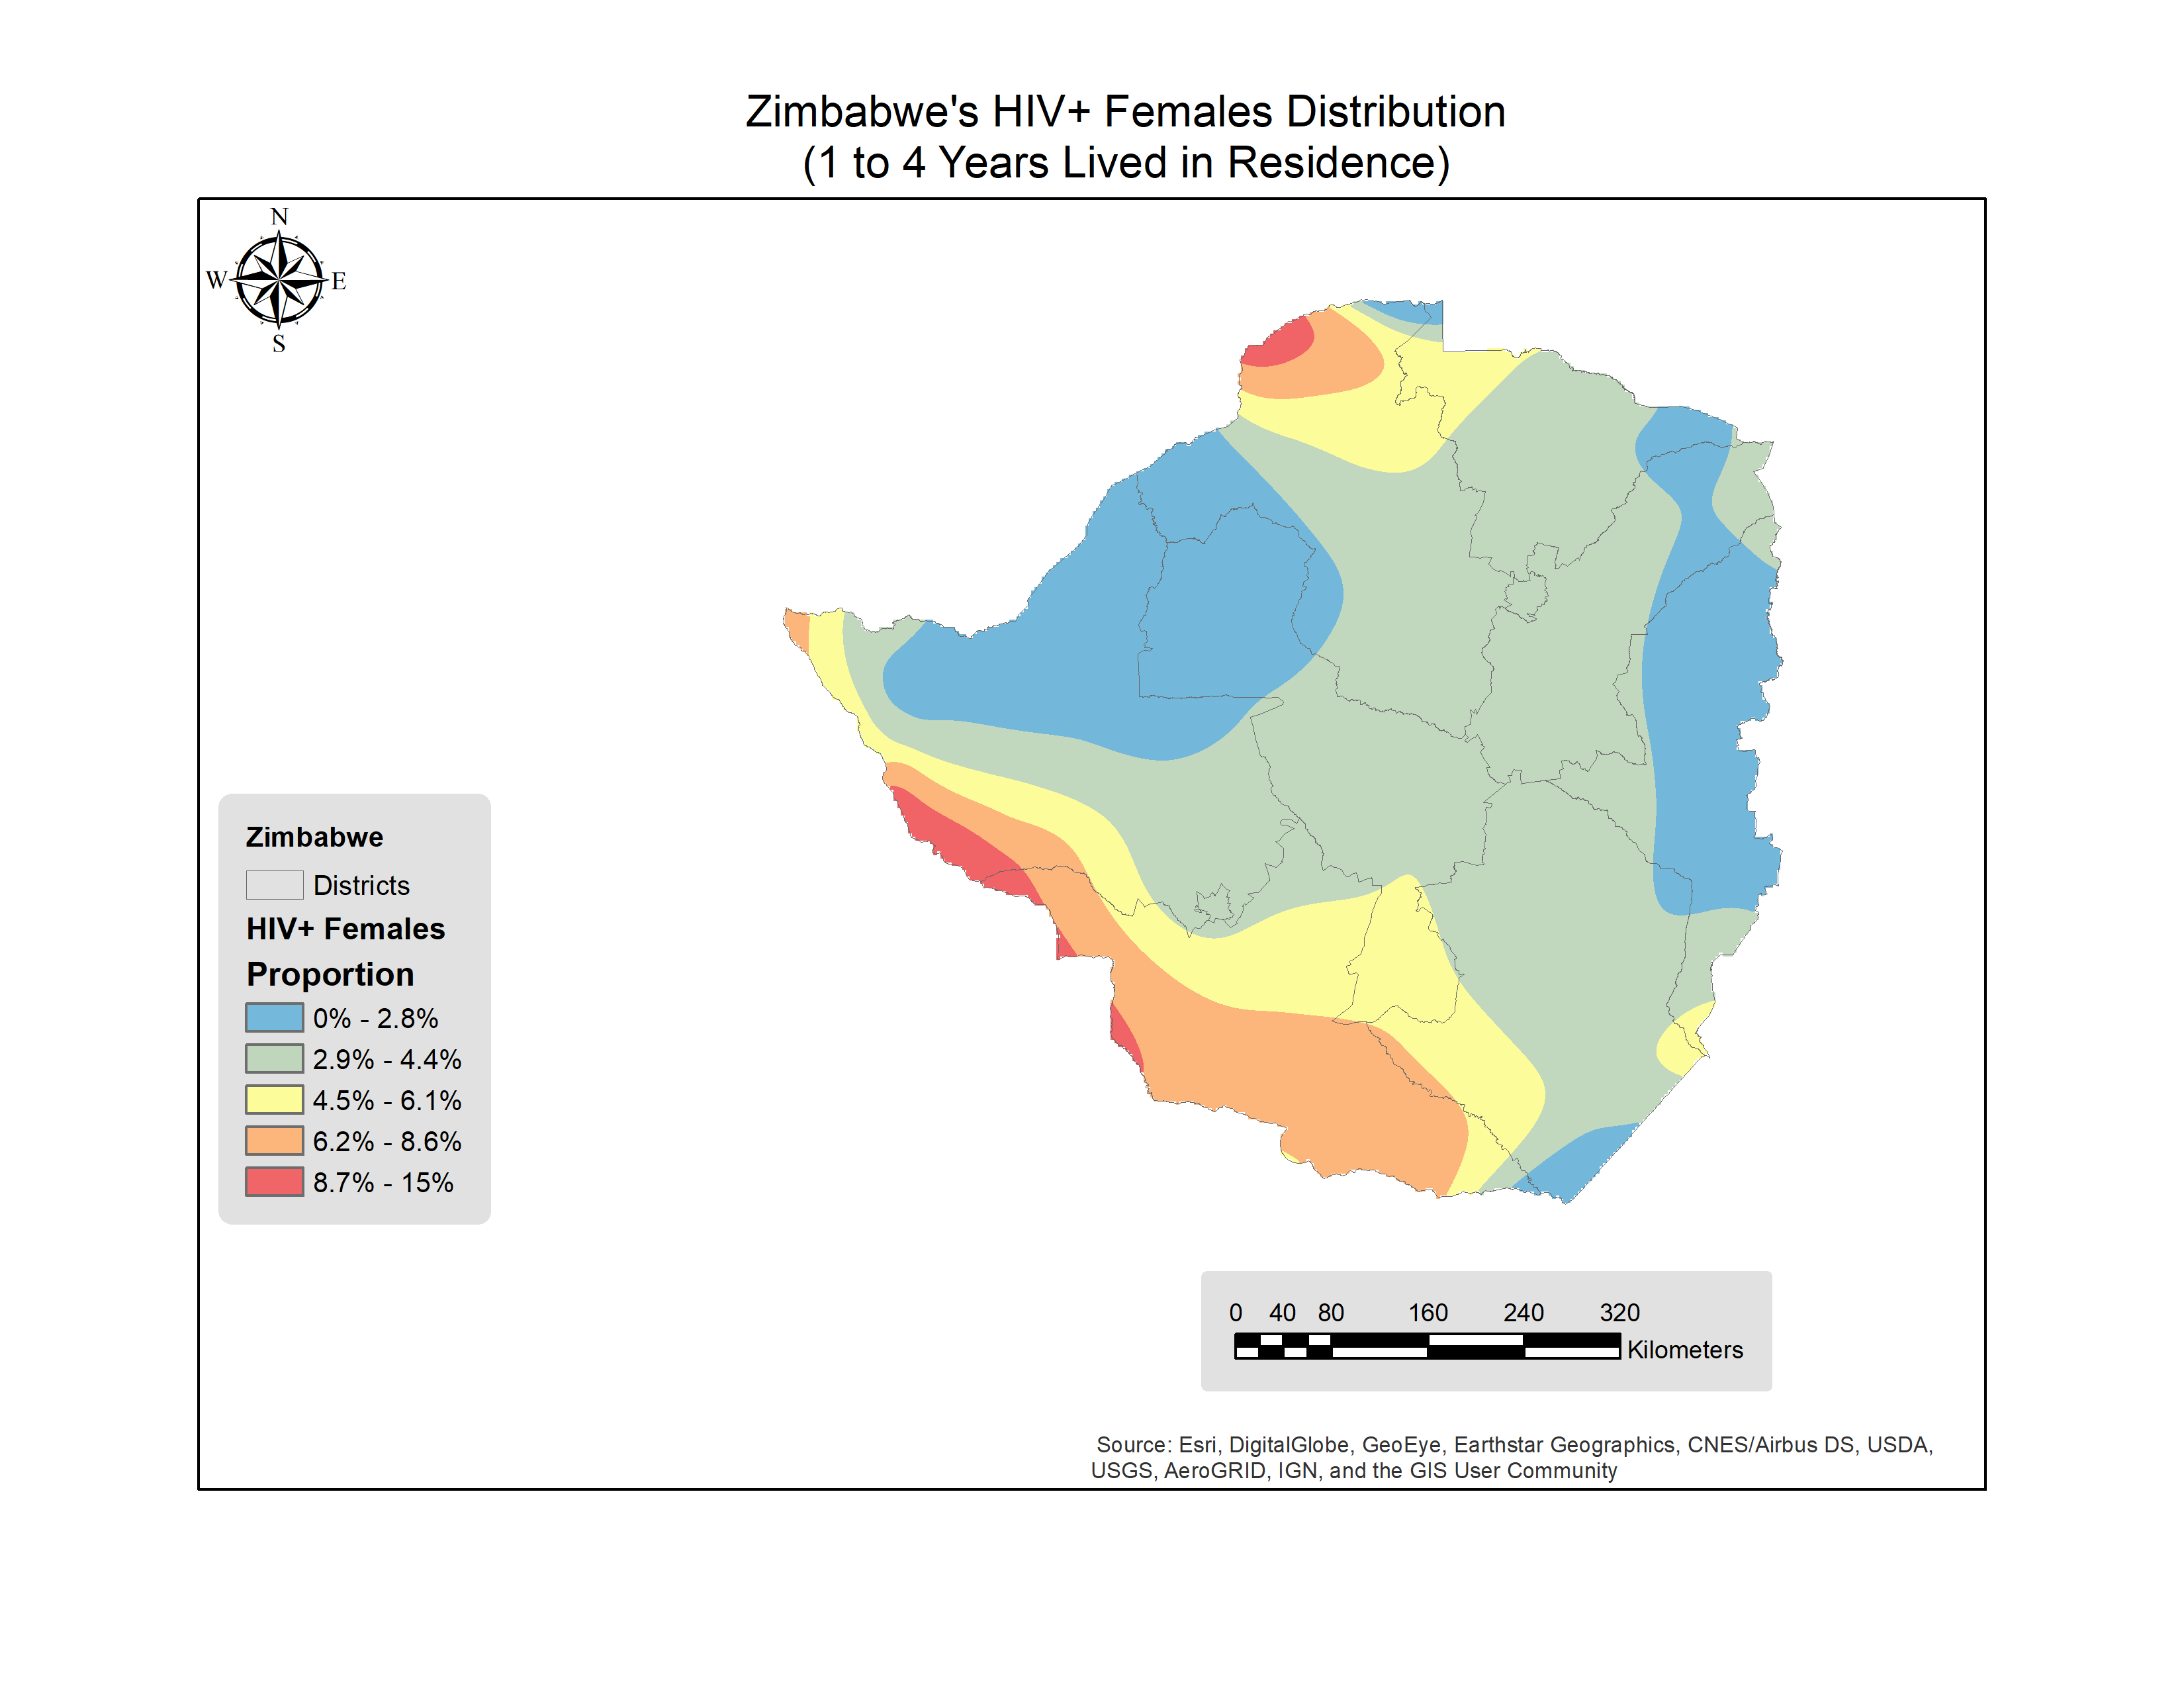 Zimbabwe's HIV+ Females Distribution
(1 to 4 Years Lived in Residence)
N
W
E
S
Zimbabwe
Districts
HIV+ Females
Proportion
0% - 2.8%
2.9% - 4.4%
4.5% - 6.1%
6.2% - 8.6%
8.7% - 15%
0 40 80 160 240 320
Kilometers
Source: Esri, DigitalGlobe, GeoEye, Earthstar Geographics, CNES/Airbus DS, USDA,
USGS, AeroGRID, IGN, and the GIS User Community